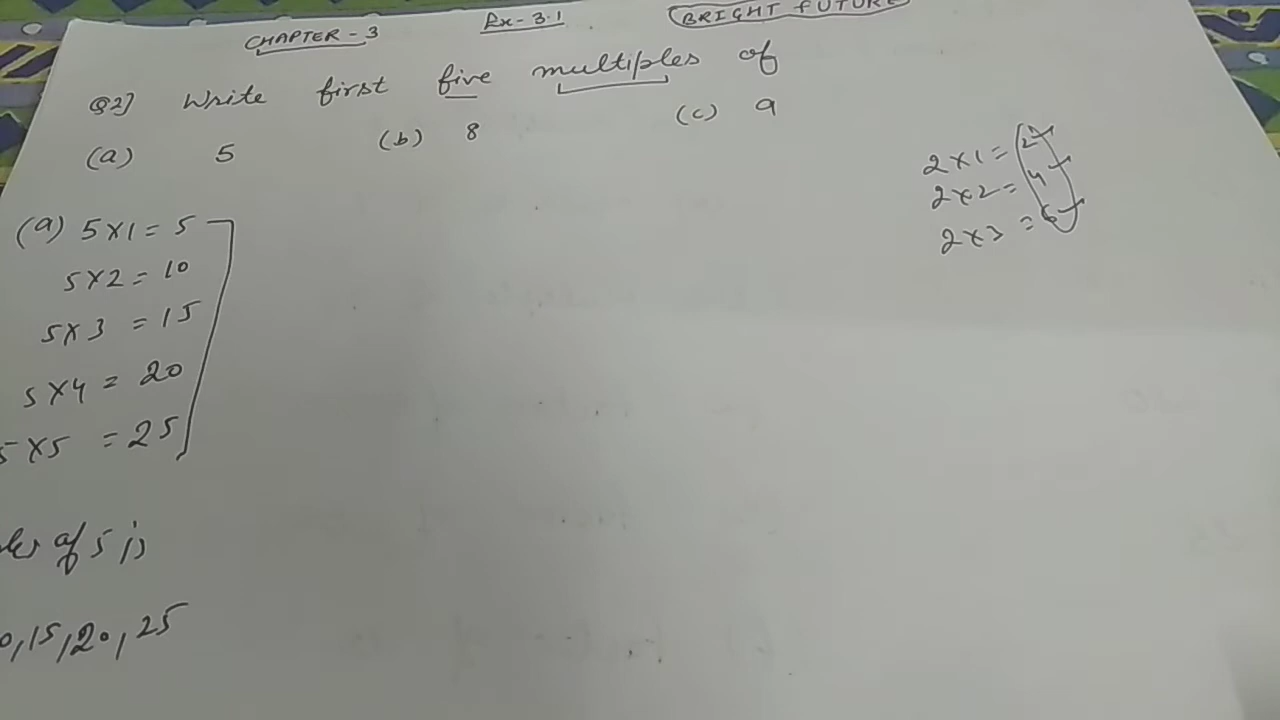 CHAPTER - 3 Ex - 3.1 BRIGHT FUTURE
Q2] Write first five multiples of
(a) 5 (b) 8 (c) 9
2×1= 2
2×2= 4
2×3 = 6
(a) 5×1= 5
5×2= 10
5×3 = 15
5×4 = 20
5×5 = 25
of 5 is
,15,20,25